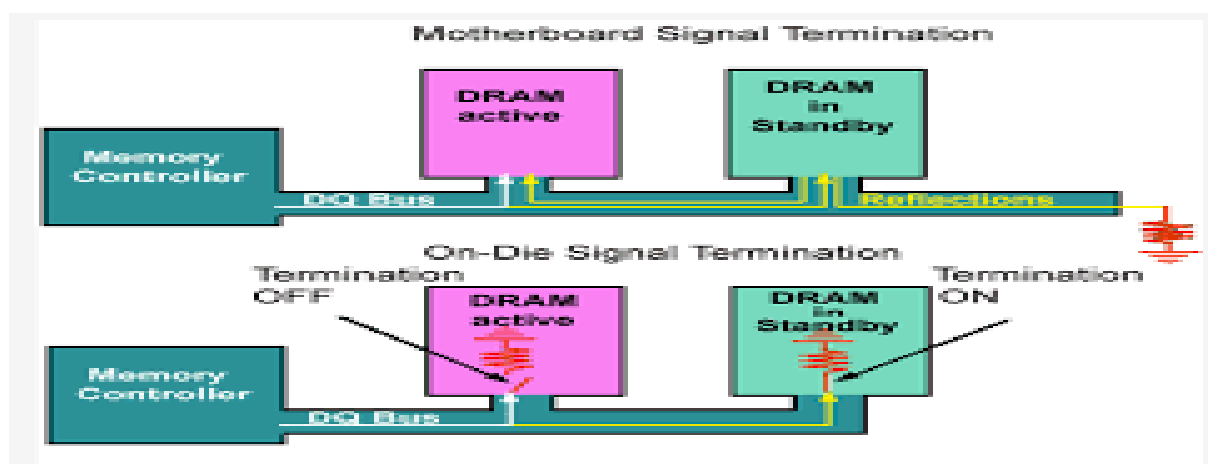 Motherboard Signal Termination
DRAM
active
DRAM
in
Standby
Memory
Controller
DQ Bus
Reflections
On-Die Signal Termination
Termination
OFF
Termination
ON
DRAM
active
DRAM
in
Standby
Memory
Controller
DQ Bus